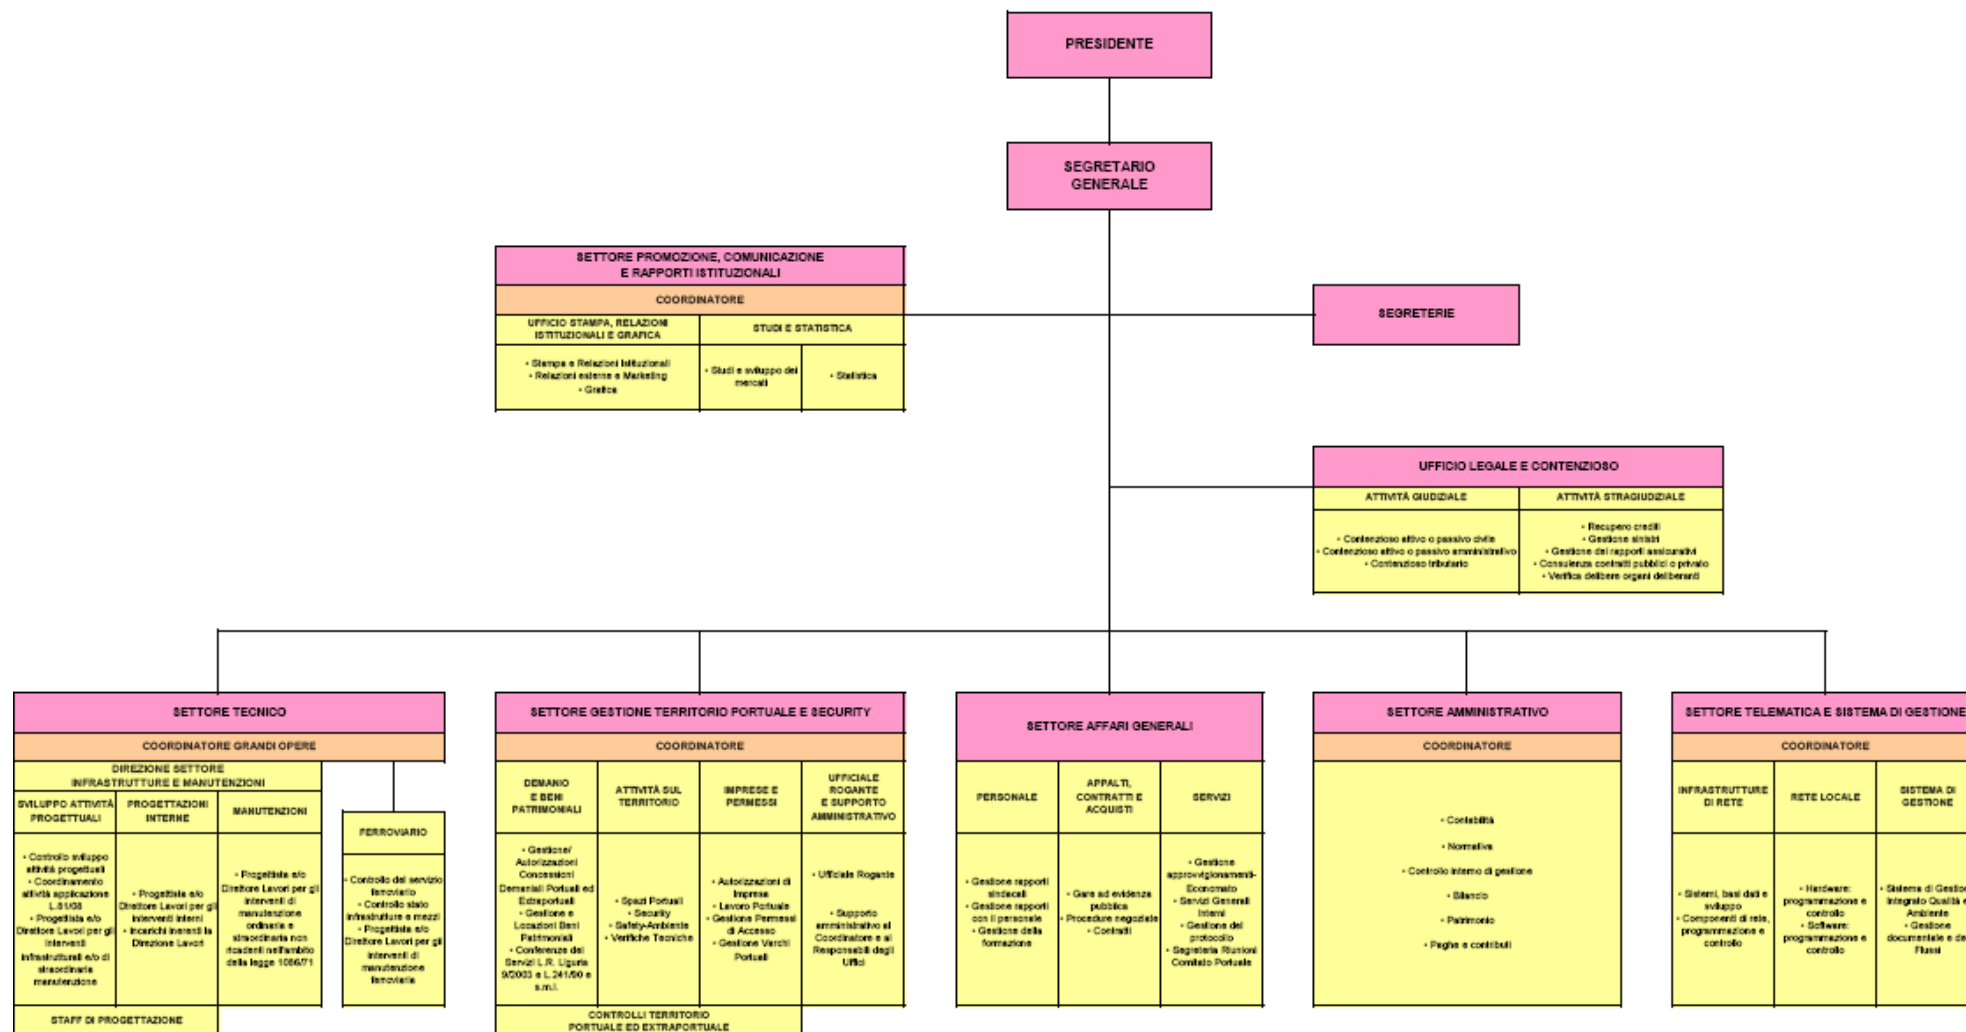 PRESIDENTE
SEGRETARIO
GENERALE
SETTORE PROMOZIONE, COMUNICAZIONE
E RAPPORTI ISTITUZIONALI
COORDINATORE
UFFICIO STAMPA, RELAZIONI
ISTITUZIONALI E GRAFICA
STUDI E STATISTICA
• Stampa e Relazioni Istituzionali
• Relazioni esterne e Marketing
• Grafica
• Studi e sviluppo dei
mercati
• Statistica
SEGRETERIE
UFFICIO LEGALE E CONTENZIOSO
ATTIVITÀ GIUDIZIALE
ATTIVITÀ STRAGIUDIZIALE
• Contenzioso attivo o passivo civile
• Contenzioso attivo o passivo amministrativo
• Contenzioso tributario
• Recupero crediti
• Gestione sinistri
• Gestione dei rapporti assicurativi
• Consulenza contratti pubblici o privato
• Verifica delibere organi deliberanti
SETTORE TECNICO
COORDINATORE GRANDI OPERE
DIREZIONE SETTORE
INFRASTRUTTURE E MANUTENZIONI
SVILUPPO ATTIVITÀ
PROGETTUALI
• Controllo sviluppo
attività progettuali
• Coordinamento
attività applicazione
L.81/08
• Progettista e/o
Direttore Lavori per gli
interventi
infrastrutturali e/o di
straordinaria
manutenzione
PROGETTAZIONI
INTERNE
• Progettista e/o
Direttore Lavori per gli
interventi interni
• Incarichi inerenti la
Direzione Lavori
MANUTENZIONI
• Progettista e/o
Direttore Lavori per gli
interventi di
manutenzione
ordinaria e
straordinaria non
ricadenti nell'ambito
della legge 1086/71
FERROVIARIO
• Controllo del servizio
ferroviario
• Controllo stato
infrastrutture e mezzi
• Progettista e/o
Direttore Lavori per gli
interventi di
manutenzione
ferroviaria
STAFF DI PROGETTAZIONE
SETTORE GESTIONE TERRITORIO PORTUALE E SECURITY
COORDINATORE
DEMANIO
E BENI
PATRIMONIALI
• Gestione/
Autorizzazioni
Concessioni
Demaniali Portuali ed
Extraportuali
• Gestione e
Locazioni Beni
Patrimoniali
• Conferenze dei
Servizi L.R. Liguria
9/2003 e L.241/90 e
s.m.i.
ATTIVITÀ SUL
TERRITORIO
• Spazi Portuali
• Security
• Safety-Ambiente
• Verifiche Tecniche
IMPRESE E
PERMESSI
• Autorizzazioni di
Impresa
• Lavoro Portuale
• Gestione Permessi
di Accesso
• Gestione Varchi
Portuali
UFFICIALE
ROGANTE
E SUPPORTO
AMMINISTRATIVO
• Ufficiale Rogante
• Supporto
amministrativo al
Coordinatore e ai
Responsabili degli
Uffici
CONTROLLI TERRITORIO
PORTUALE ED EXTRAPORTUALE
SETTORE AFFARI GENERALI
PERSONALE
• Gestione rapporti
sindacali
• Gestione rapporti
con il personale
• Gestione della
formazione
APPALTI,
CONTRATTI E
ACQUISTI
• Gare ad evidenza
pubblica
• Procedure negoziate
• Contratti
SERVIZI
• Gestione
approvvigionamenti-
Economato
• Servizi Generali
Interni
• Gestione del
protocollo
• Segreteria Riunioni
Comitato Portuale
SETTORE AMMINISTRATIVO
COORDINATORE
• Contabilità
• Normativa
• Controllo interno di gestione
• Bilancio
• Patrimonio
• Paghe e contributi
SETTORE TELEMATICA E SISTEMA DI GESTIONE
COORDINATORE
INFRASTRUTTURE
DI RETE
• Sistemi, basi dati e
sviluppo
• Componenti di rete,
programmazione e
controllo
RETE LOCALE
• Hardware:
programmazione e
controllo
• Software:
programmazione e
controllo
SISTEMA DI
GESTIONE
• Sistema di Gestione
Integrato Qualità e
Ambiente
• Gestione
documentale e dei
Flussi